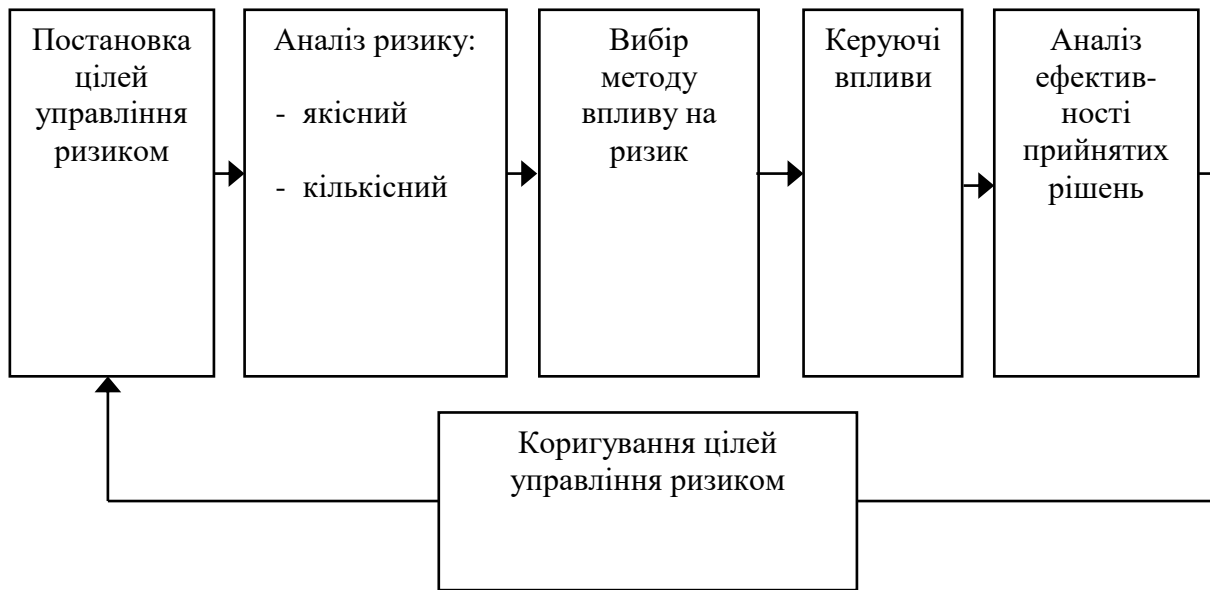 Постановка
цілей
управління
ризиком
Аналіз ризику:
- якісний
- кількісний
Вибір
методу
впливу на
ризик
Керуючі
впливи
Аналіз
ефектив-
ності
прийнятих
рішень
Коригування цілей
управління ризиком